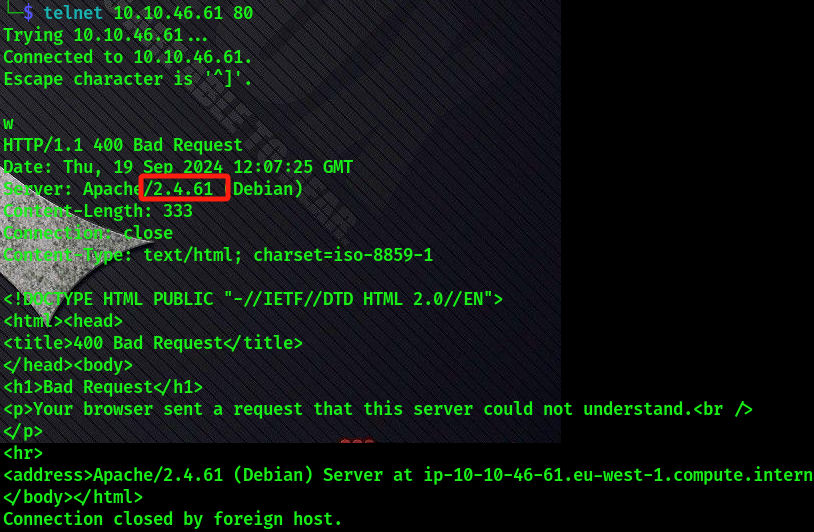 └─$ telnet 10.10.46.61 80
Trying 10.10.46.61...
Connected to 10.10.46.61.
Escape character is '^]'.
w
HTTP/1.1 400 Bad Request
Date: Thu, 19 Sep 2024 12:07:25 GMT
Server: Apache/2.4.61 (Debian)
Content-Length: 333
Connection: close
Content-Type: text/html; charset=iso-8859-1
<!DOCTYPE HTML PUBLIC "-//IETF//DTD HTML 2.0//EN">
<html><head>
<title>400 Bad Request</title>
</head><body>
<h1>Bad Request</h1>
<p>Your browser sent a request that this server could not understand.<br />
</p>
<hr>
<address>Apache/2.4.61 (Debian) Server at ip-10-10-46-61.eu-west-1.compute.intern
</body></html>
Connection closed by foreign host.